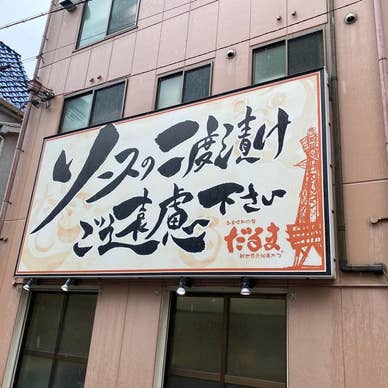 ソースの二度漬け
ご遠慮下さい
だるま